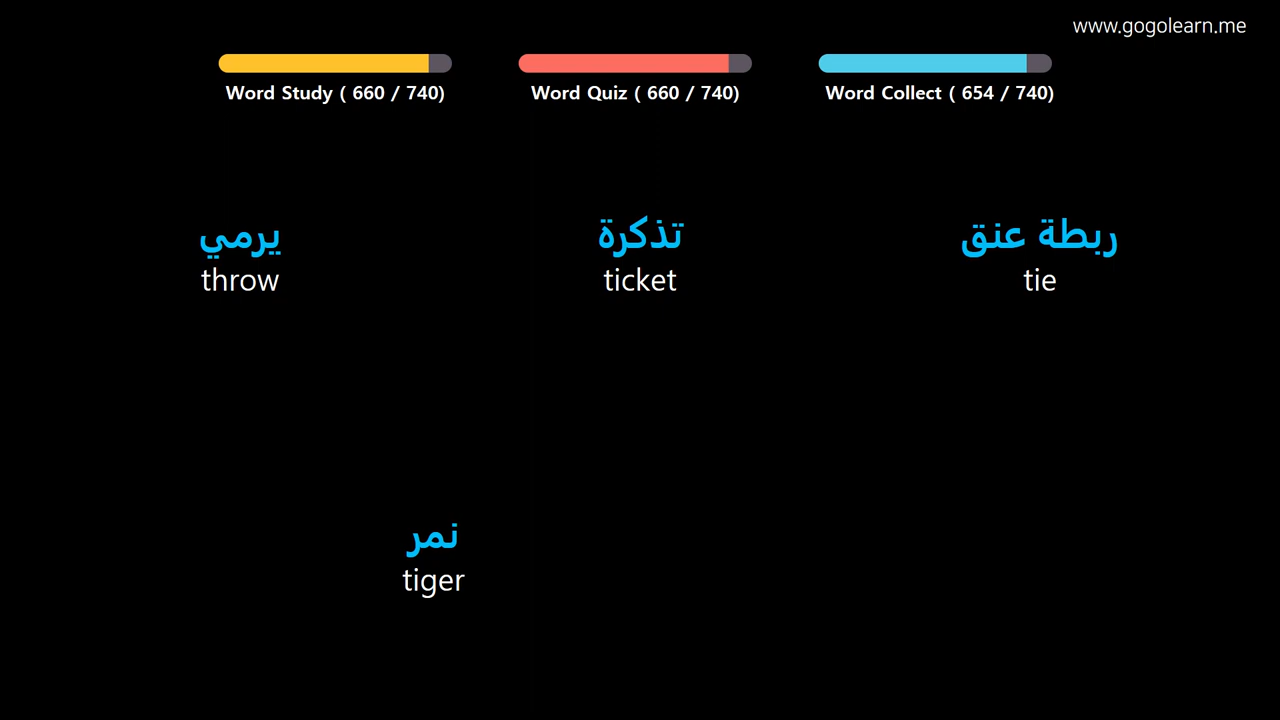 www.gogolearn.me
Word Study ( 660 / 740)
Word Quiz ( 660 / 740)
Word Collect ( 654 / 740)
يرمي
throw
تذكرة
ticket
ربطة عنق
tie
نمر
tiger